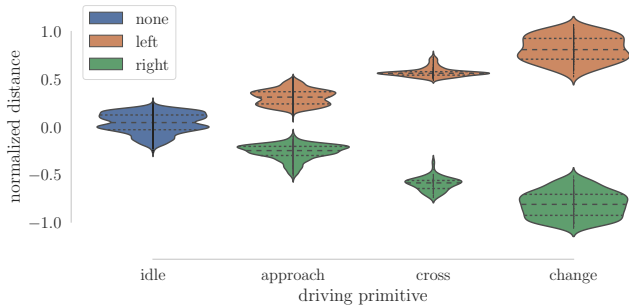 none
left
right
1.0
0.5
0.0
−0.5
−1.0
normalized distance
idle
approach
cross
change
driving primitive